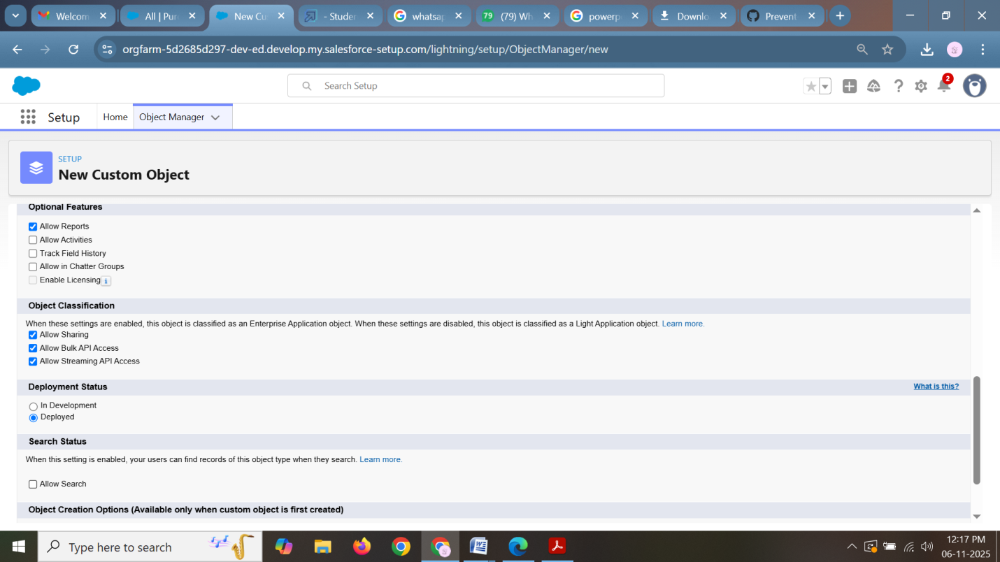 Welcom
All | Pur
New Cu
- Studer
whatsap
79
(79) Wh
powerp
Downlo
Prevent
orgfarm-5d2685d297-dev-ed.develop.my.salesforce-setup.com/lightning/setup/ObjectManager/new
Search Setup
2
Setup
Home
Object Manager
SETUP
New Custom Object
Optional Features
Allow Reports
Allow Activities
Track Field History
Allow in Chatter Groups
Enable Licensing i
Object Classification
When these settings are enabled, this object is classified as an Enterprise Application object. When these settings are disabled, this object is classified as a Light Application object. Learn more.
Allow Sharing
Allow Bulk API Access
Allow Streaming API Access
Deployment Status
What is this?
In Development
Deployed
Search Status
When this setting is enabled, your users can find records of this object type when they search. Learn more.
Allow Search
Object Creation Options (Available only when custom object is first created)
Type here to search
12:17 PM
06-11-2025